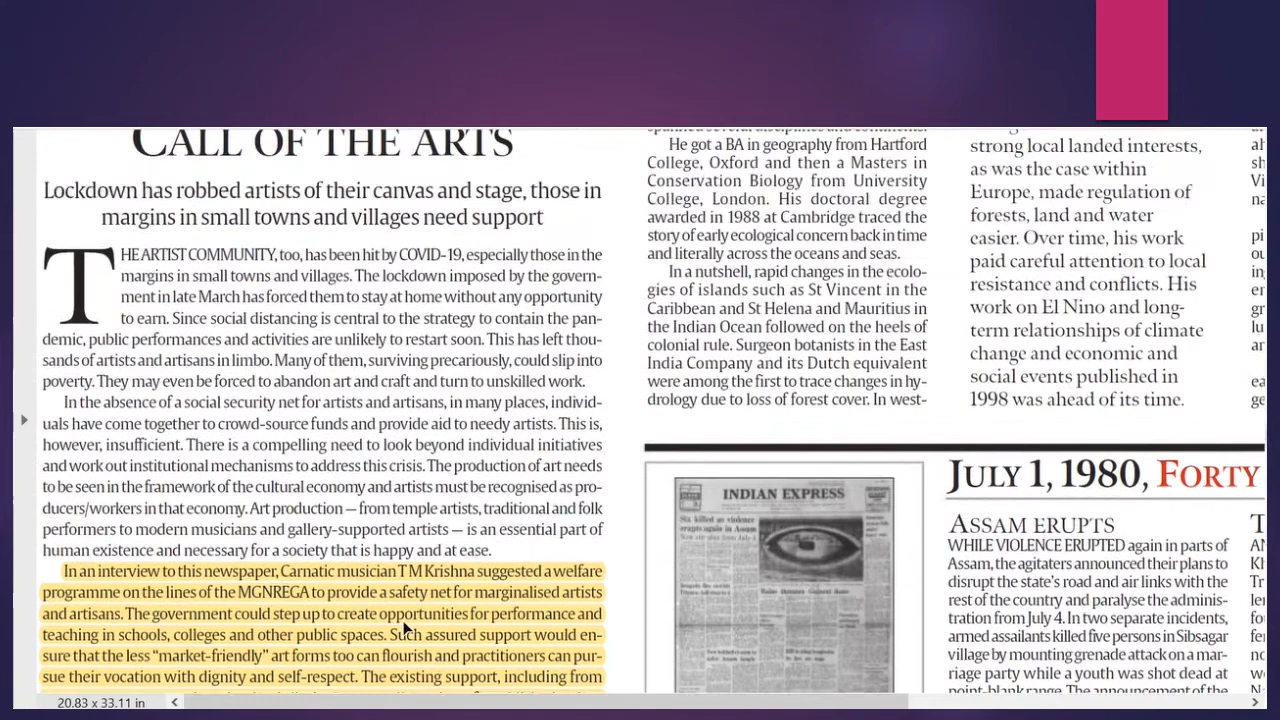 CALL OF THE ARTS
Lockdown has robbed artists of their canvas and stage, those in
margins in small towns and villages need support
THE ARTIST COMMUNITY, too, has been hit by COVID-19, especially those in the
margins in small towns and villages. The lockdown imposed by the govern-
ment in late March has forced them to stay at home without any opportunity
to earn. Since social distancing is central to the strategy to contain the pan-
demic, public performances and activities are unlikely to restart soon. This has left thou-
sands of artists and artisans in limbo. Many of them, surviving precariously, could slip into
poverty. They may even be forced to abandon art and craft and turn to unskilled work.
In the absence of a social security net for artists and artisans, in many places, individ-
uals have come together to crowd-source funds and provide aid to needy artists. This is,
however, insufficient. There is a compelling need to look beyond individual initiatives
and work out institutional mechanisms to address this crisis. The production of art needs
to be seen in the framework of the cultural economy and artists must be recognised as pro-
ducers/workers in that economy. Art production — from temple artists, traditional and folk
performers to modern musicians and gallery-supported artists — is an essential part of
human existence and necessary for a society that is happy and at ease.
In an interview to this newspaper, Carnatic musician T M Krishna suggested a welfare
programme on the lines of the MGNREGA to provide a safety net for marginalised artists
and artisans. The government could step up to create opportunities for performance and
teaching in schools, colleges and other public spaces. Such assured support would en-
sure that the less “market-friendly” art forms too can flourish and practitioners can pur-
sue their vocation with dignity and self-respect. The existing support, including from
He got a BA in geography from Hartford
College, Oxford and then a Masters in
Conservation Biology from University
College, London. His doctoral degree
awarded in 1988 at Cambridge traced the
story of early ecological concern back in time
and literally across the oceans and seas.
In a nutshell, rapid changes in the ecolo-
gies of islands such as St Vincent in the
Caribbean and St Helena and Mauritius in
the Indian Ocean followed on the heels of
colonial rule. Surgeon botanists in the East
India Company and its Dutch equivalent
were among the first to trace changes in hy-
drology due to loss of forest cover. In west-
strong local landed interests,
as was the case within
Europe, made regulation of
forests, land and water
easier. Over time, his work
paid careful attention to local
resistance and conflicts. His
work on El Nino and long-
term relationships of climate
change and economic and
social events published in
1998 was ahead of its time.
INDIAN EXPRESS
Six killed as violence
erupts again in Assam
JULY 1, 1980, FORTY
ASSAM ERUPTS
WHILE VIOLENCE ERUPTED again in parts of
Assam, the agitaters announced their plans to
disrupt the state's road and air links with the
rest of the country and paralyse the adminis-
tration from July 4. In two separate incidents,
armed assailants killed five persons in Sibsagar
village by mounting grenade attack on a mar-
riage party while a youth was shot dead at
point-blank range. The announcement of the
20.83 x 33.11 in